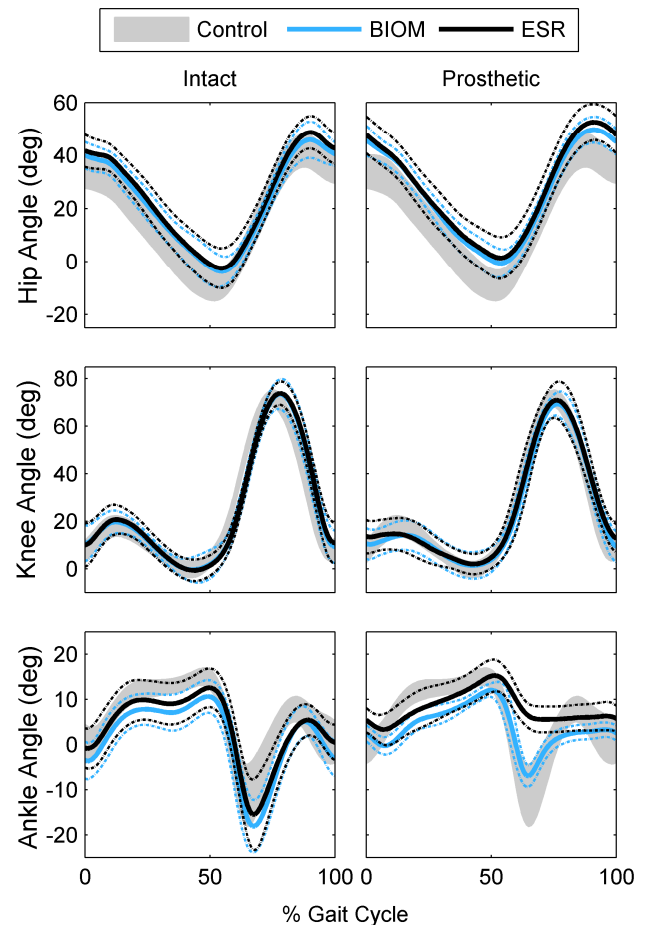 Control BIOM ESR
Intact Prosthetic
Hip Angle (deg)
60
40
20
0
-20
Knee Angle (deg)
80
60
40
20
0
Ankle Angle (deg)
20
10
0
-10
-20
0 50 100 0 50 100
% Gait Cycle